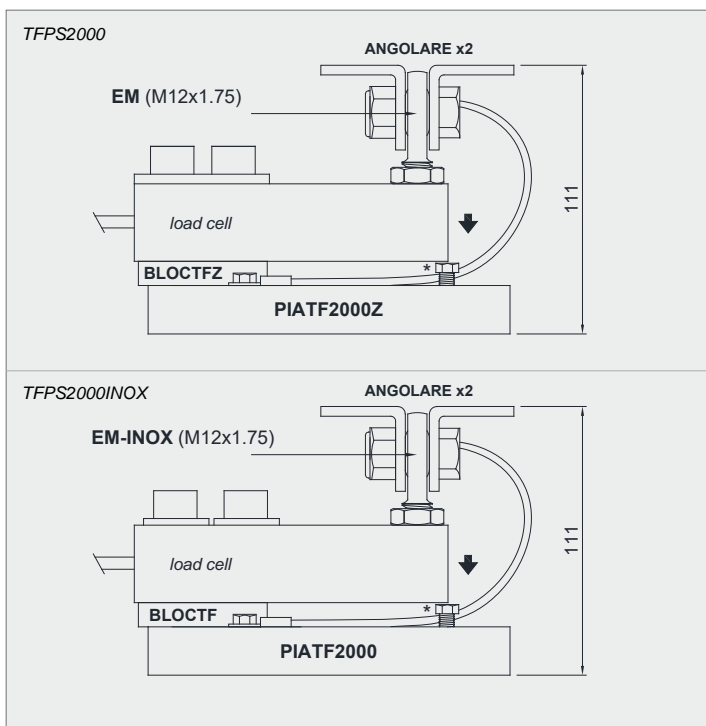 TFPS2000
ANGOLARE x2
EM (M12x1.75)
111
load cell
*
BLOCTFZ
PIATF2000Z
TFPS2000INOX
ANGOLARE x2
EM-INOX (M12x1.75)
111
load cell
*
BLOCTF
PIATF2000